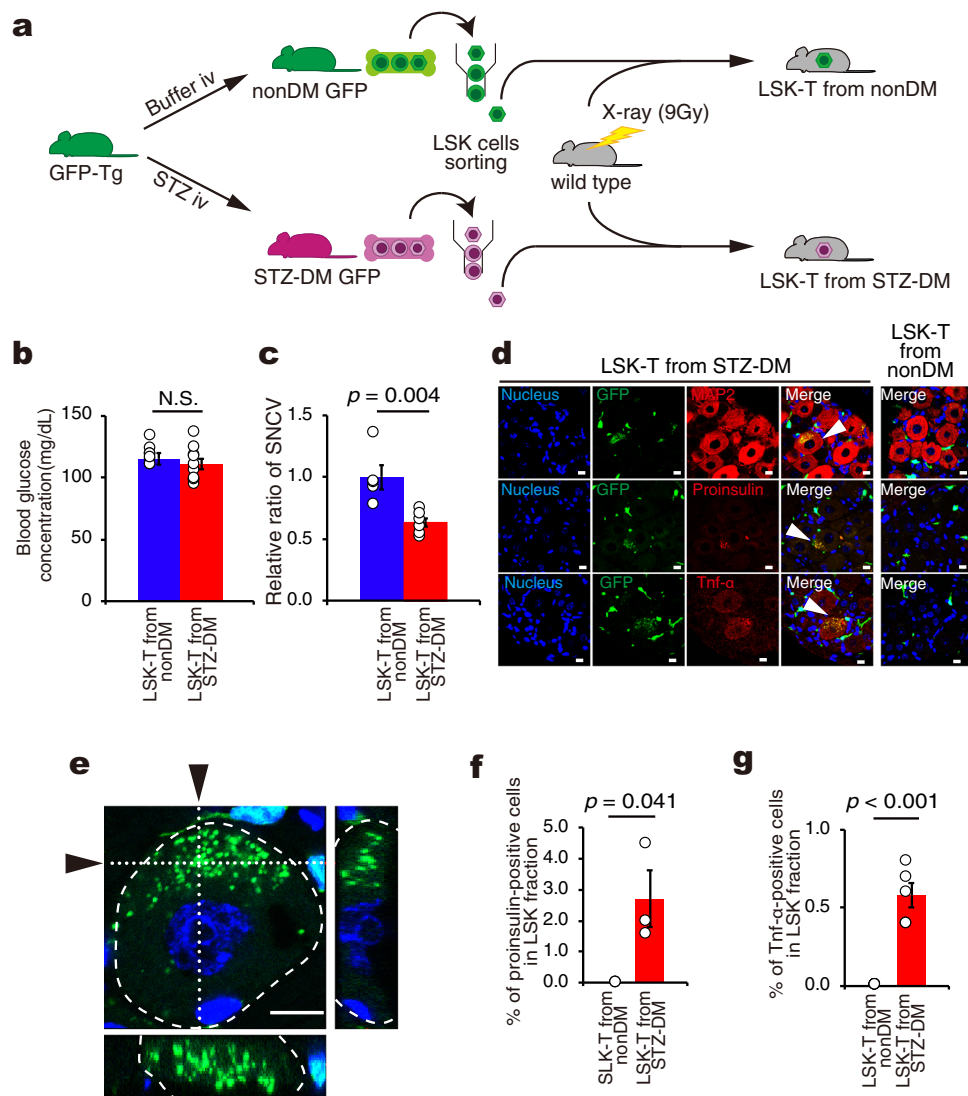 a
Buffer iv
nonDM GFP
GFP-Tg
STZ iv
STZ-DM GFP
LSK cells
sorting
X-ray (9Gy)
wild type
LSK-T from nonDM
LSK-T from STZ-DM
b
N.S.
Blood glucose
concentration(mg/dL)
150
100
50
0
LSK-T from
nonDM
LSK-T from
STZ-DM
c
p = 0.004
Relative ratio of SNCV
1.5
1.0
0.5
0.0
LSK-T from
nonDM
LSK-T from
STZ-DM
d
LSK-T from STZ-DM
LSK-T
from
nonDM
Nucleus GFP MAP2 Merge Merge
Nucleus GFP Proinsulin Merge Merge
Nucleus GFP Tnf-α Merge Merge
e
f
p = 0.041
% of proinsulin-positive cells
in LSK fraction
5.0
4.0
3.0
2.0
1.0
0.0
SLK-T from
nonDM
LSK-T from
STZ-DM
g
p < 0.001
% of Tnf-α-positive cells
in LSK fraction
1.0
0.5
0.0
LSK-T from
nonDM
LSK-T from
STZ-DM